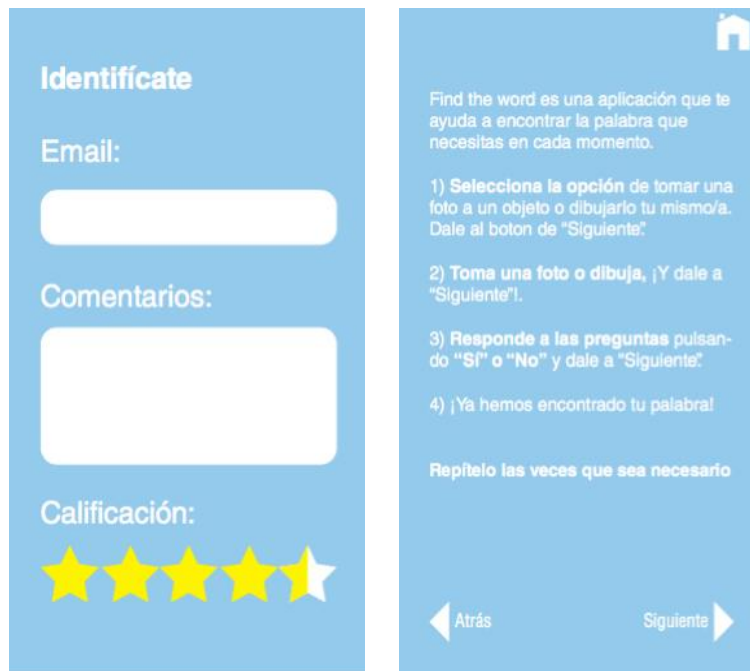 Identifícate
Email:
Comentarios:
Calificación:
Find the word es una aplicación que te
ayuda a encontrar la palabra que
necesitas en cada momento.
1) Selecciona la opción de tomar una
foto a un objeto o dibujarlo tu mismo/a.
Dale al boton de “Siguiente”.
2) Toma una foto o dibuja, ¡Y dale a
“Siguiente”!.
3) Responde a las preguntas pulsan-
do “Sí” o “No” y dale a “Siguiente”.
4) ¡Ya hemos encontrado tu palabra!
Repítelo las veces que sea necesario
Atrás
Siguiente